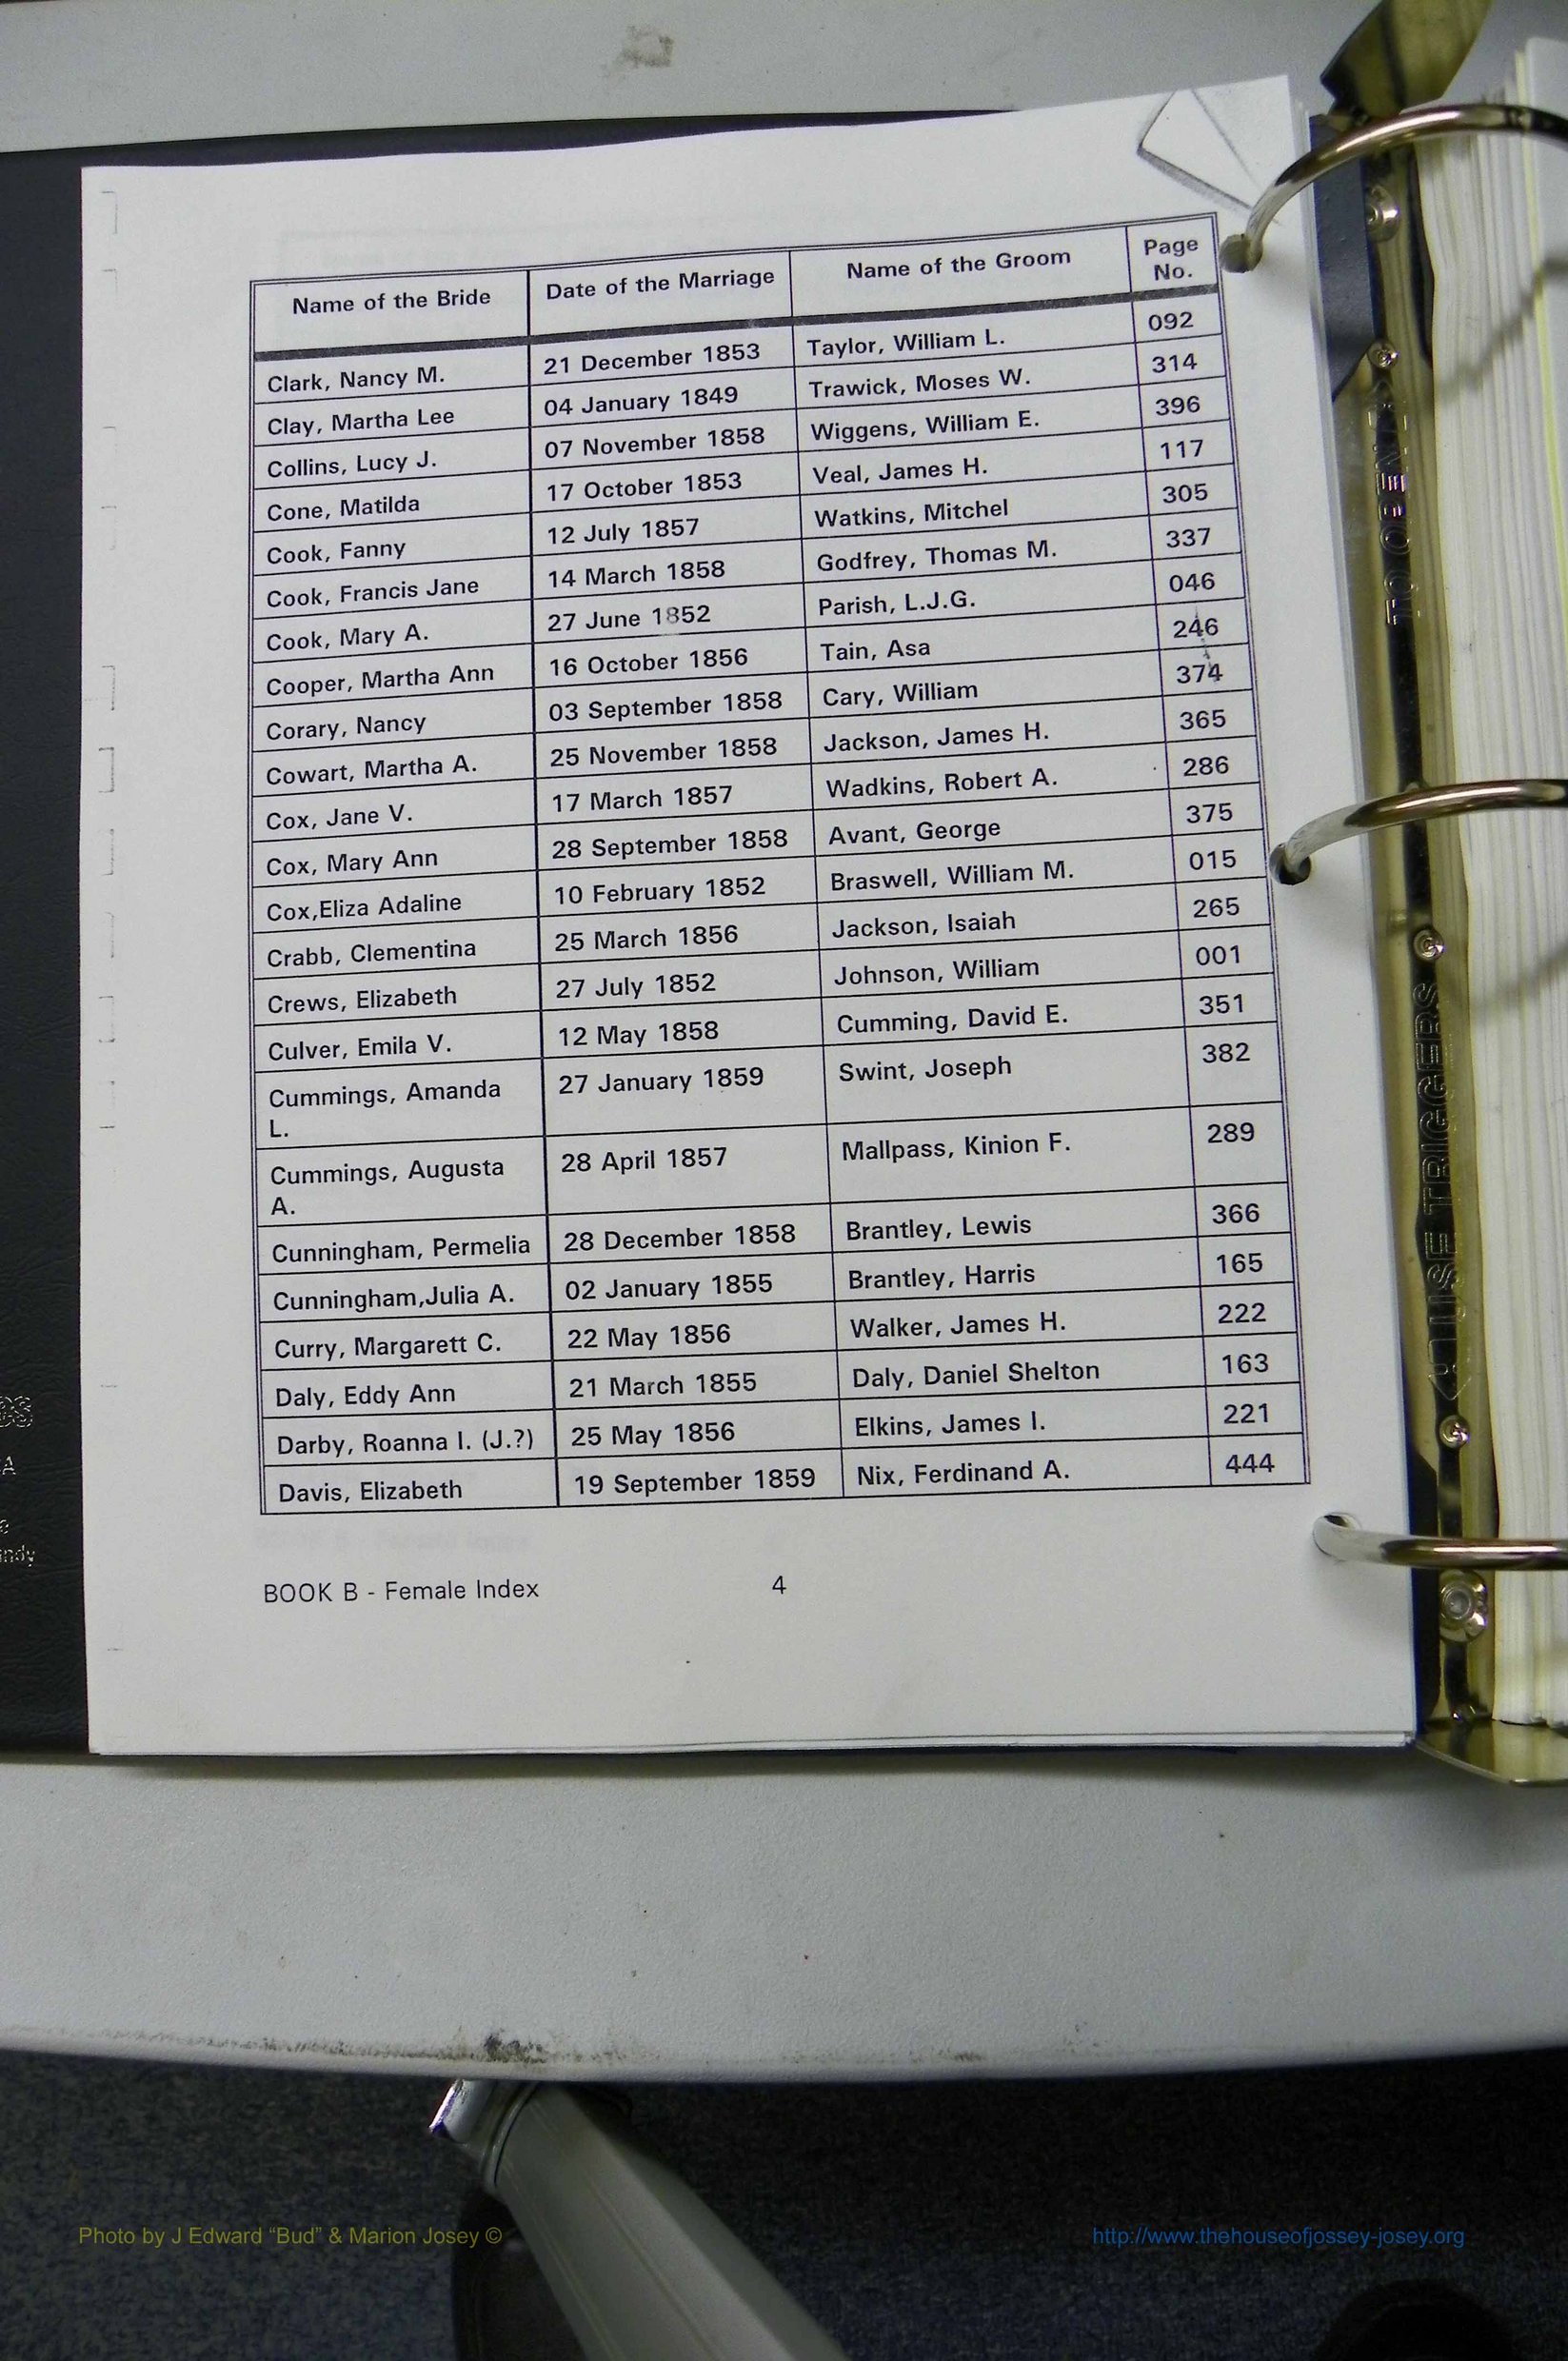 Name of the Bride Date of the Marriage Name of the Groom Page
No.
Clark, Nancy M. 21 December 1853 Taylor, William L. 092
Clay, Martha Lee 04 January 1849 Trawick, Moses W. 314
Collins, Lucy J. 07 November 1858 Wiggens, William E. 396
Cone, Matilda 17 October 1853 Veal, James H. 117
Cook, Fanny 12 July 1857 Watkins, Mitchel 305
Cook, Francis Jane 14 March 1858 Godfrey, Thomas M. 337
Cook, Mary A. 27 June 1852 Parish, L.J.G. 046
Cooper, Martha Ann 16 October 1856 Tain, Asa 246
Corary, Nancy 03 September 1858 Cary, William 374
Cowart, Martha A. 25 November 1858 Jackson, James H. 365
Cox, Jane V. 17 March 1857 Wadkins, Robert A. 286
Cox, Mary Ann 28 September 1858 Avant, George 375
Cox,Eliza Adaline 10 February 1852 Braswell, William M. 015
Crabb, Clementina 25 March 1856 Jackson, Isaiah 265
Crews, Elizabeth 27 July 1852 Johnson, William 001
Culver, Emila V. 12 May 1858 Cumming, David E. 351
Cummings, Amanda 27 January 1859 Swint, Joseph 382
L.
Cummings, Augusta 28 April 1857 Mallpass, Kinion F. 289
A.
Cunningham, Permelia 28 December 1858 Brantley, Lewis 366
Cunningham,Julia A. 02 January 1855 Brantley, Harris 165
Curry, Margarett C. 22 May 1856 Walker, James H. 222
Daly, Eddy Ann 21 March 1855 Daly, Daniel Shelton 163
Darby, Roanna I. (J.?) 25 May 1856 Elkins, James I. 221
Davis, Elizabeth 19 September 1859 Nix, Ferdinand A. 444
BOOK B - Female Index 4
USE TRIGGERS TO OPEN
Photo by J Edward “Bud” & Marion Josey ©
http://www.thehouseofjossey-josey.org